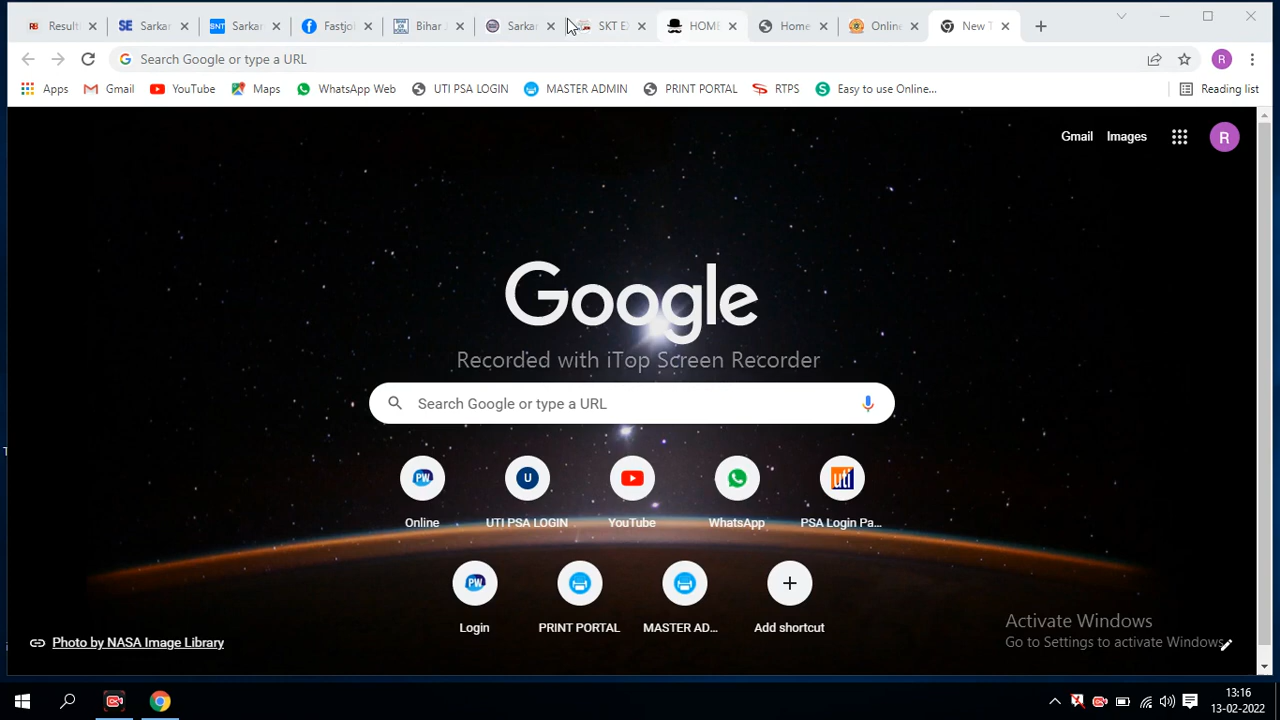 Result
Sarkar
Sarkar
Fastjo
Bihar
Sarkar
SKT E
HOME
Home
Online
New T
Search Google or type a URL
R
Apps
Gmail
YouTube
Maps
WhatsApp Web
UTI PSA LOGIN
MASTER ADMIN
PRINT PORTAL
RTPS
Easy to use Online...
Reading list
Gmail
Images
R
Google
Recorded with iTop Screen Recorder
Search Google or type a URL
Online
UTI PSA LOGIN
YouTube
WhatsApp
PSA Login Pa...
Login
PRINT PORTAL
MASTER AD...
Add shortcut
Photo by NASA Image Library
Activate Windows
Go to Settings to activate Windows.
13:16
13-02-2022